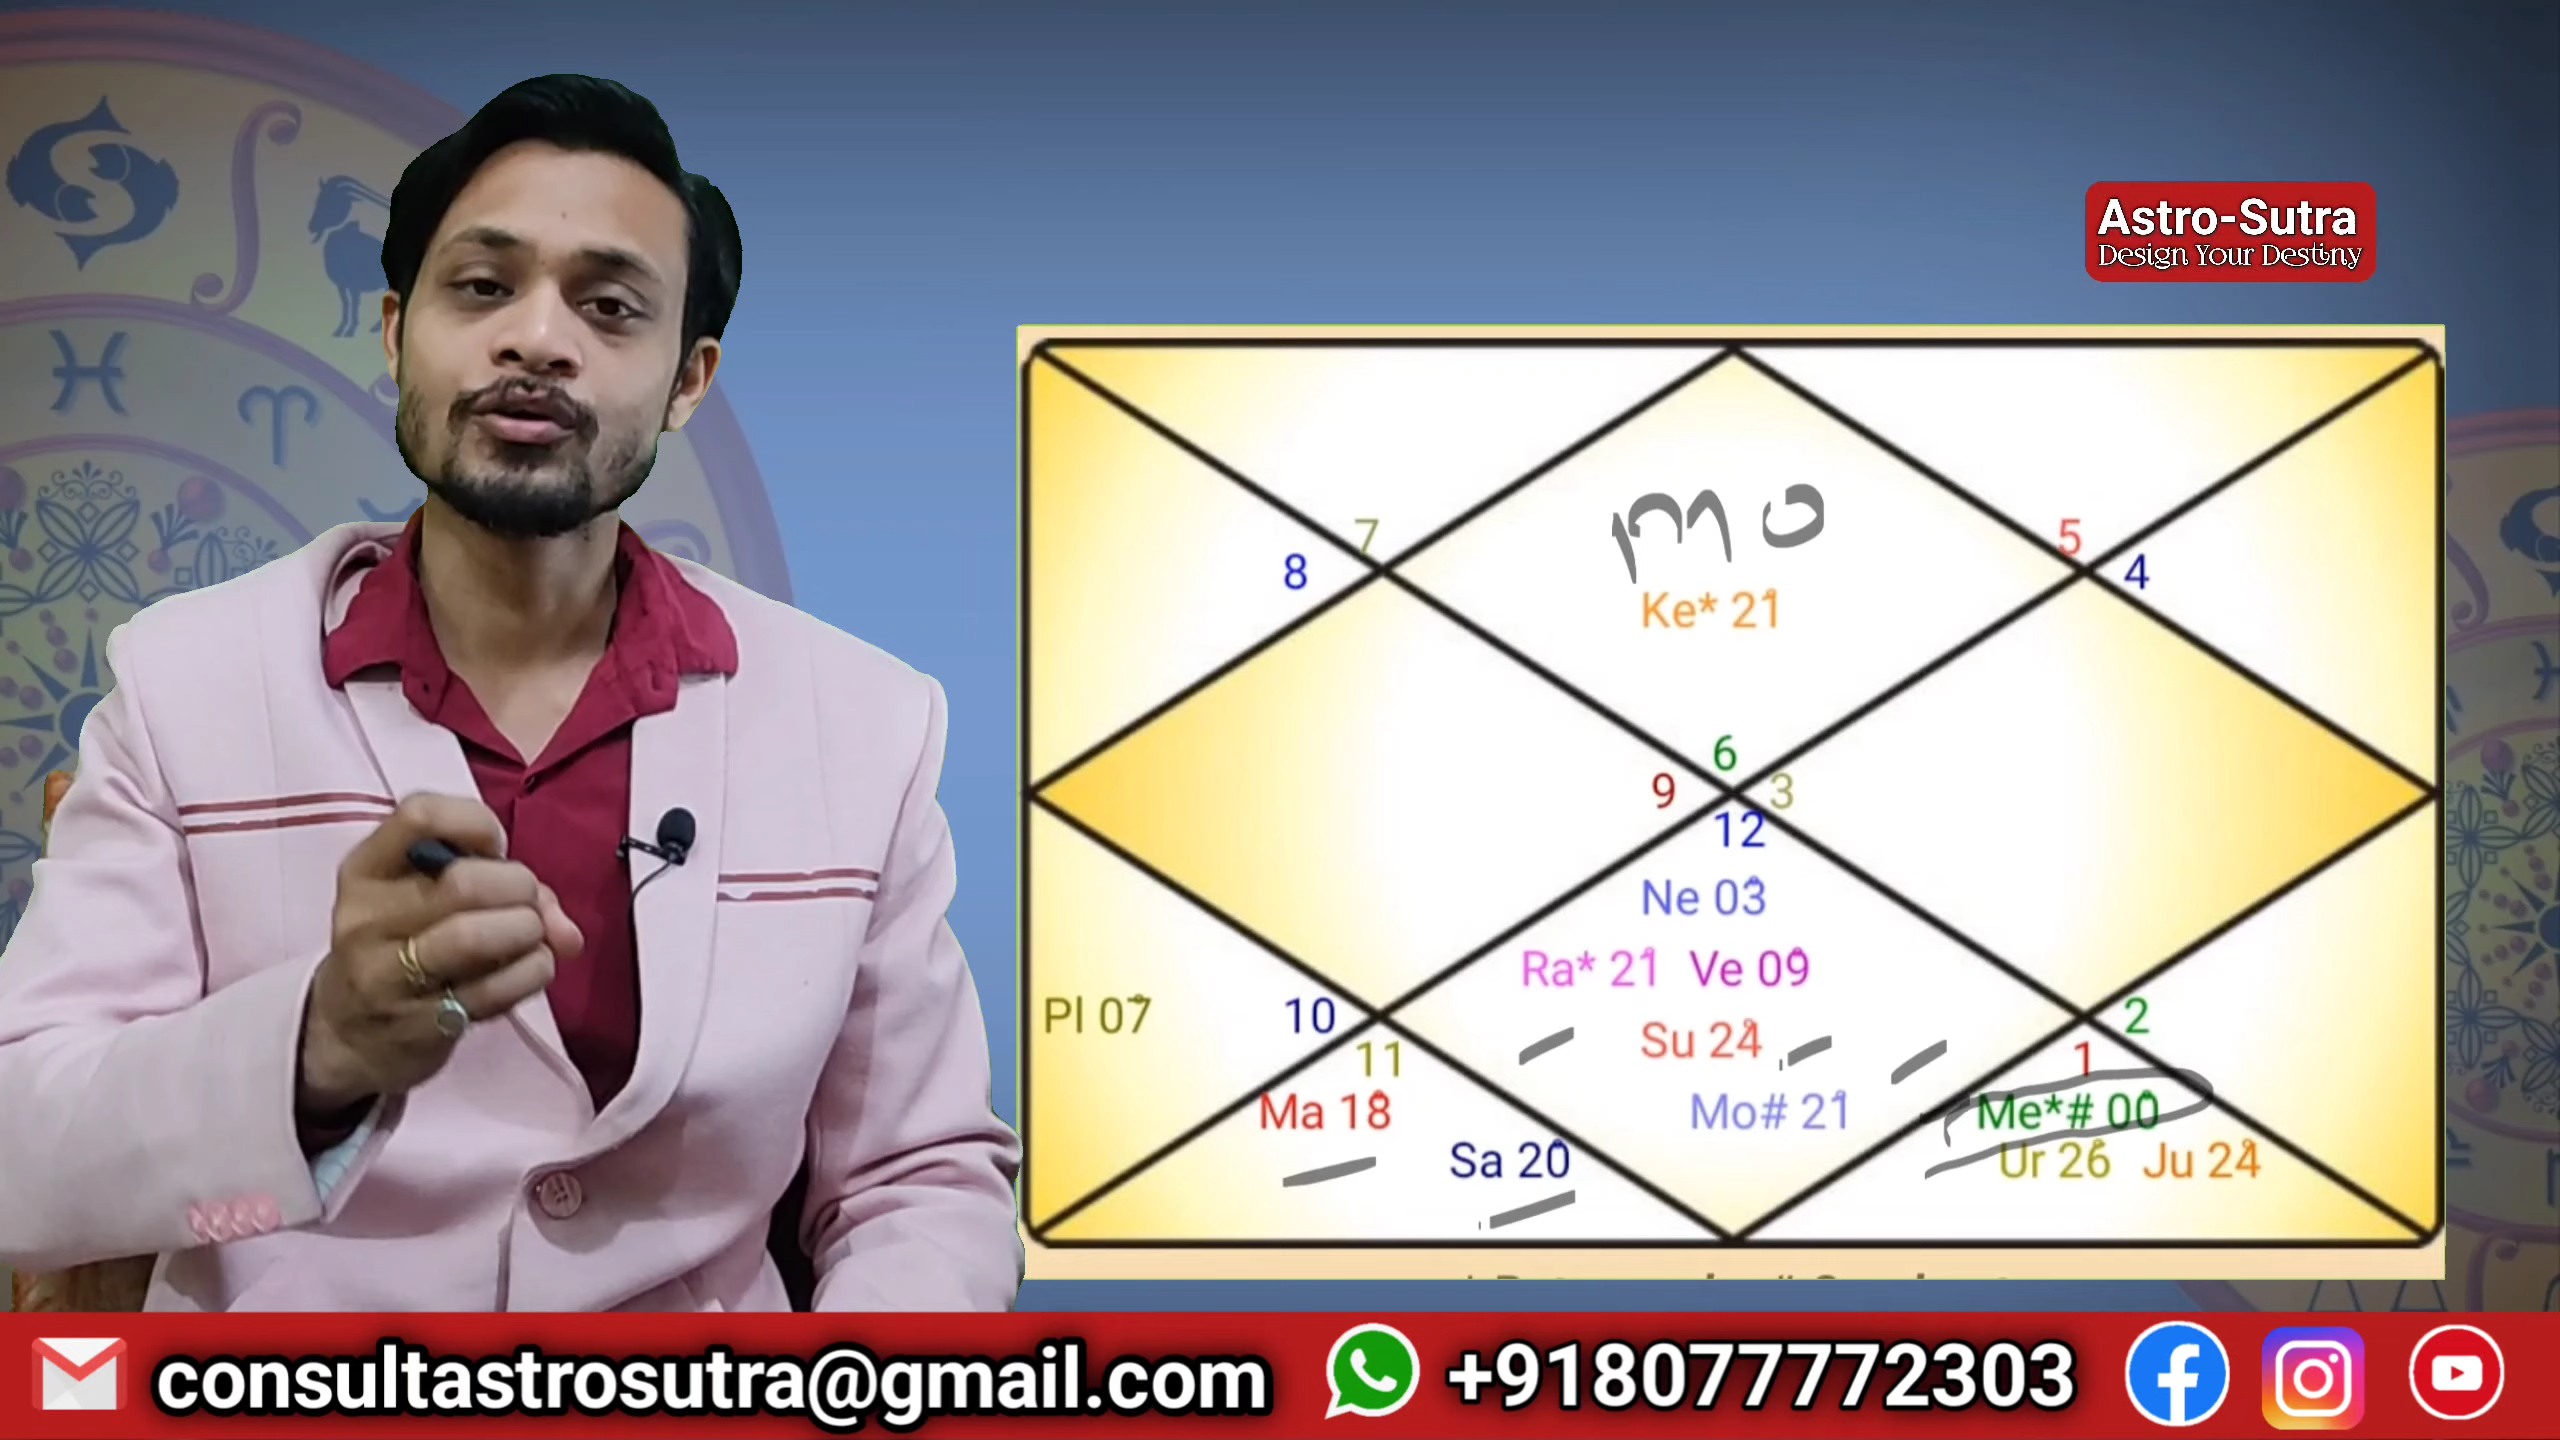 Astro-Sutra
Design Your Destiny
mo
7
5
8
4
Ke* 21°
6
9
3
12
Ne 03°
Ra* 21° Ve 09°
Pl 07°
10
Su 24°
2
11
1
Ma 18°
Mo# 21°
Me*# 00°
Sa 20°
Ur 26° Ju 24°
consultastrosutra@gmail.com
+918077772303